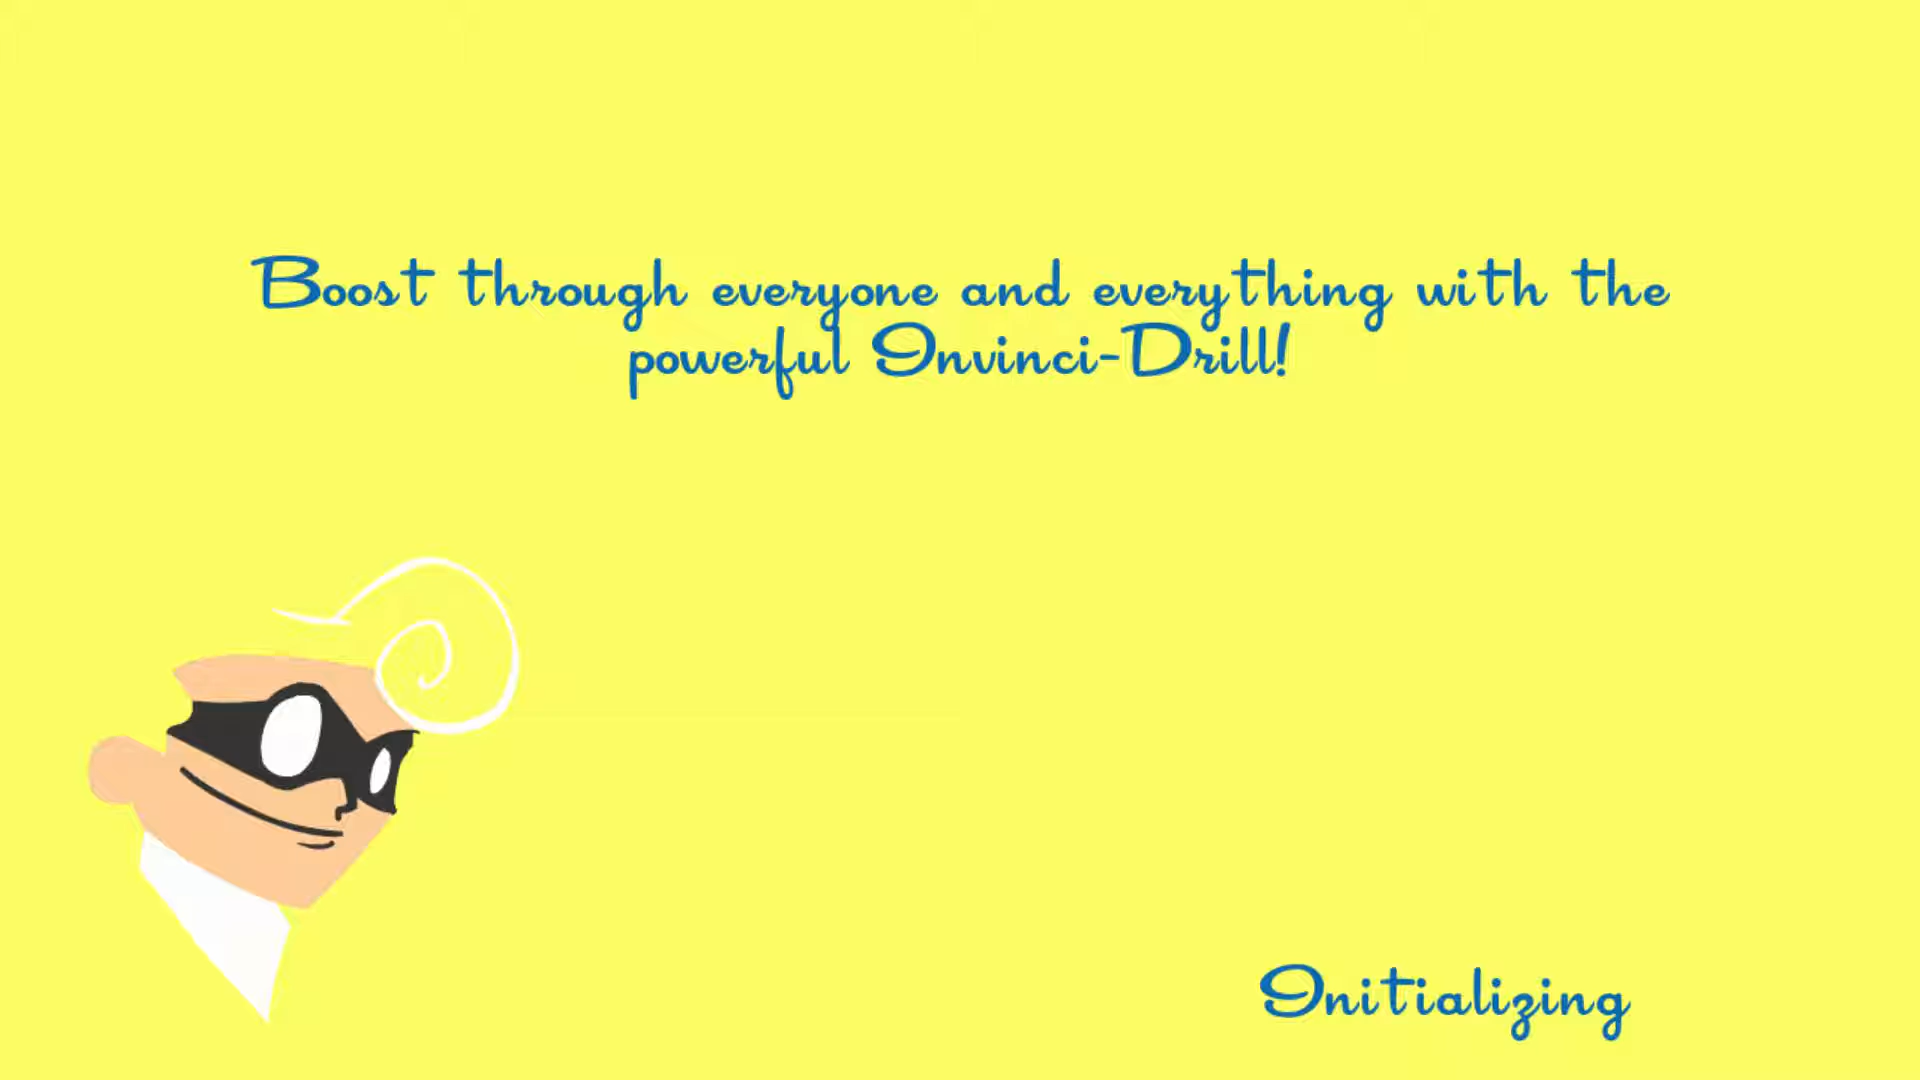 Boost through everyone and everything with the
powerful Invinci-Drill!
Initializing